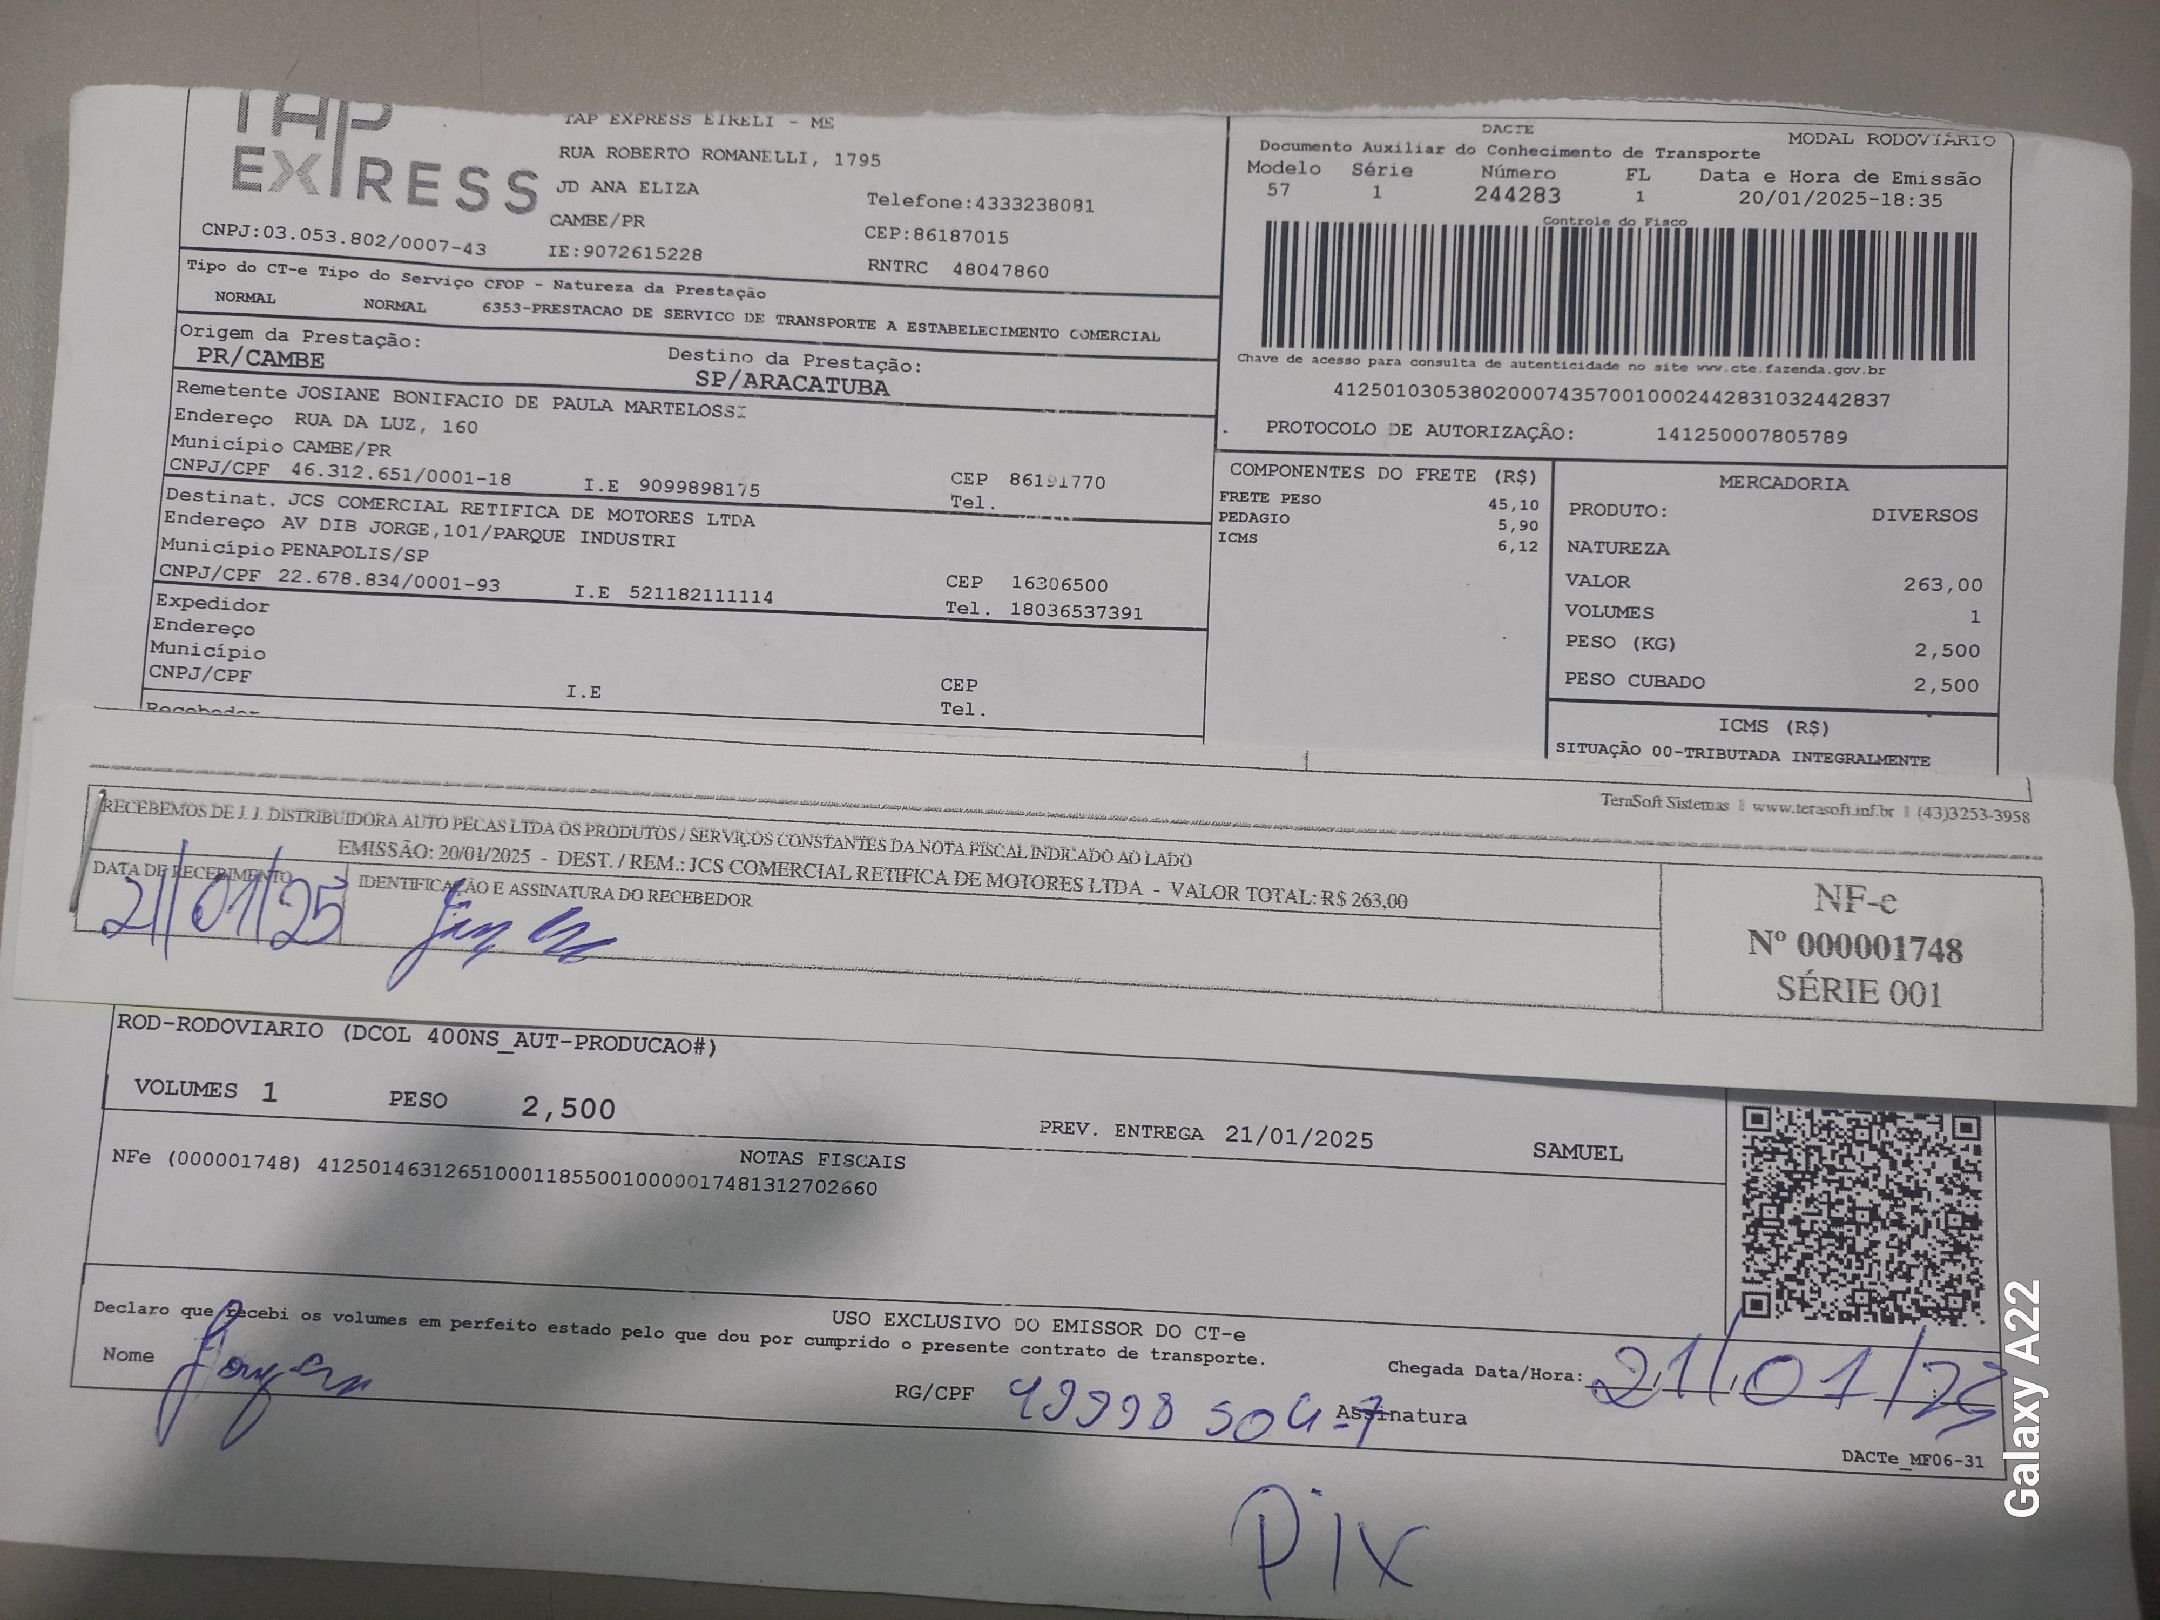 TAP
EXPRESS
TAP EXPRESS EIRELI - ME
RUA ROBERTO ROMANELLI, 1795
JD ANA ELIZA
Telefone:4333238081
CAMBE/PR
CEP:86187015
CNPJ:03.053.802/0007-43
IE:9072615228
RNTRC 48047860
Tipo do CT-e Tipo do Serviço CFOP - Natureza da Prestação
NORMAL NORMAL 6353-PRESTACAO DE SERVICO DE TRANSPORTE A ESTABELECIMENTO COMERCIAL
Origem da Prestação: Destino da Prestação:
PR/CAMBE SP/ARACATUBA
Remetente JOSIANE BONIFACIO DE PAULA MARTELOSSI
Endereço RUA DA LUZ, 160
Município CAMBE/PR CEP 86191770
CNPJ/CPF 46.312.651/0001-18 I.E 9099898175 Tel.
Destinat. JCS COMERCIAL RETIFICA DE MOTORES LTDA
Endereço AV DIB JORGE,101/PARQUE INDUSTRI
Município PENAPOLIS/SP CEP 16306500
CNPJ/CPF 22.678.834/0001-93 I.E 521182111114 Tel. 18036537391
Expedidor
Endereço
Município CEP
CNPJ/CPF I.E Tel.
Recebedor
DACTE MODAL RODOVIÁRIO
Documento Auxiliar do Conhecimento de Transporte
Modelo Série Número FL Data e Hora de Emissão
57 1 244283 1 20/01/2025-18:35
Controle do Fisco
Chave de acesso para consulta de autenticidade no site www.cte.fazenda.gov.br
41250103053802000743570010002442831032442837
. PROTOCOLO DE AUTORIZAÇÂO: 141250007805789
COMPONENTES DO FRETE (R$)
FRETE PESO 45,10
PEDAGIO 5,90
ICMS 6,12
MERCADORIA
PRODUTO: DIVERSOS
NATUREZA
VALOR 263,00
VOLUMES 1
PESO (KG) 2,500
PESO CUBADO 2,500
ICMS (R$)
SITUAÇÃO 00-TRIBUTADA INTEGRALMENTE
TeraSoft Sistemas || www.terasoft.inf.br || (43)3253-3958
RECEBEMOS DE J. J. DISTRIBUIDORA AUTO PECAS LTDA OS PRODUTOS / SERVIÇOS CONSTANTES DA NOTA FISCAL INDICADO AO LADO
EMISSÃO: 20/01/2025 - DEST. / REM.: JCS COMERCIAL RETIFICA DE MOTORES LTDA - VALOR TOTAL: R$ 263,00
DATA DE RECEBIMENTO IDENTIFICAÇÃO E ASSINATURA DO RECEBEDOR
21/01/25
NF-e
Nº 000001748
SÉRIE 001
ROD-RODOVIARIO (DCOL 400NS_AUT-PRODUCAO#)
VOLUMES 1 PESO 2,500 PREV. ENTREGA 21/01/2025 SAMUEL
NOTAS FISCAIS
NFe (000001748) 41250146312651000118550010000017481312702660
USO EXCLUSIVO DO EMISSOR DO CT-e
Declaro que recebi os volumes em perfeito estado pelo que dou por cumprido o presente contrato de transporte.
Nome RG/CPF Assinatura
Chegada Data/Hora: 21/01/25
DACTe_MF06-31
Pix
Galaxy A22